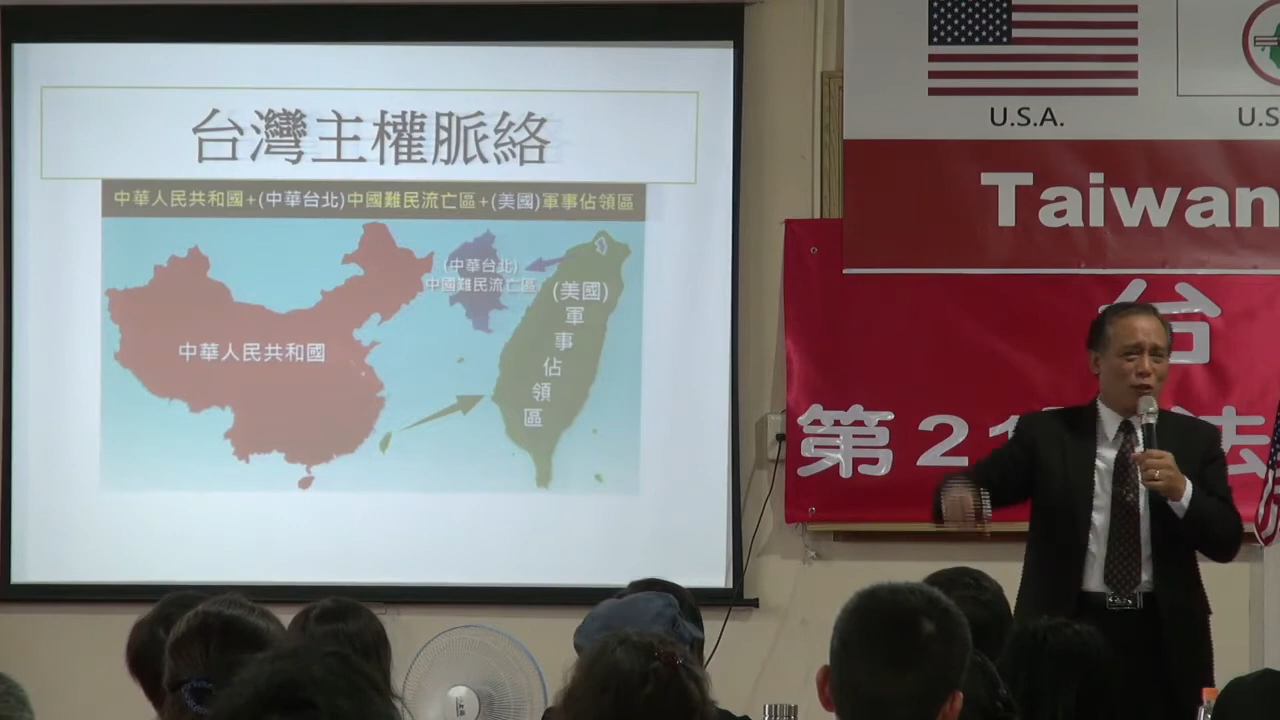 台灣主權脈絡
中華人民共和國+(中華台北)中國難民流亡區+(美國)軍事佔領區
(中華台北)
中國難民流亡區
(美國)
軍事佔領區
中華人民共和國
U.S.A.
U.S
Taiwan
台
第21
法